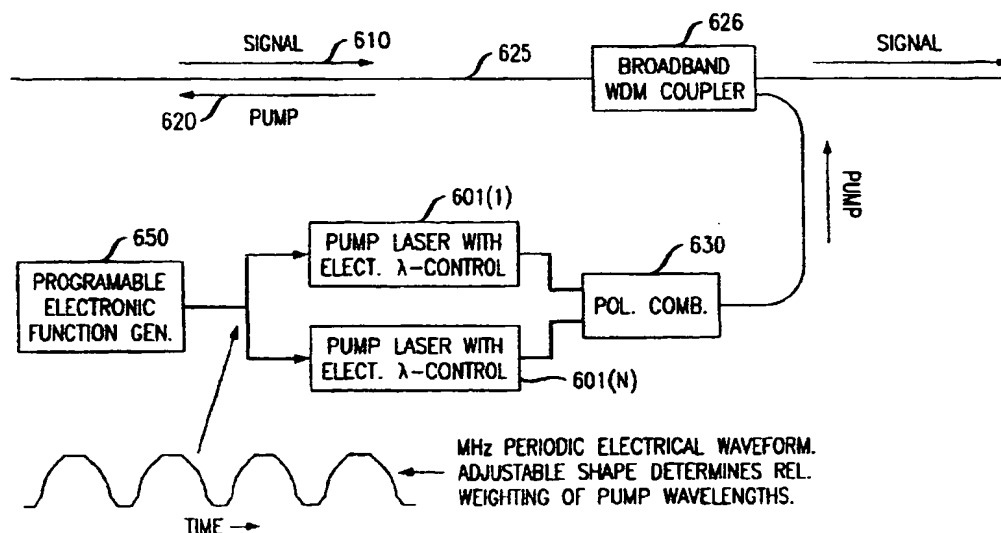 SIGNAL
610
626
SIGNAL
625
BROADBAND
WDM COUPLER
620
PUMP
PUMP
601(1)
650
630
PUMP LASER WITH
ELECT. λ-CONTROL
PROGRAMABLE
ELECTRONIC
FUNCTION GEN.
POL. COMB.
PUMP LASER WITH
ELECT. λ-CONTROL
601(N)
MHz PERIODIC ELECTRICAL WAVEFORM.
ADJUSTABLE SHAPE DETERMINES REL.
WEIGHTING OF PUMP WAVELENGTHS.
TIME